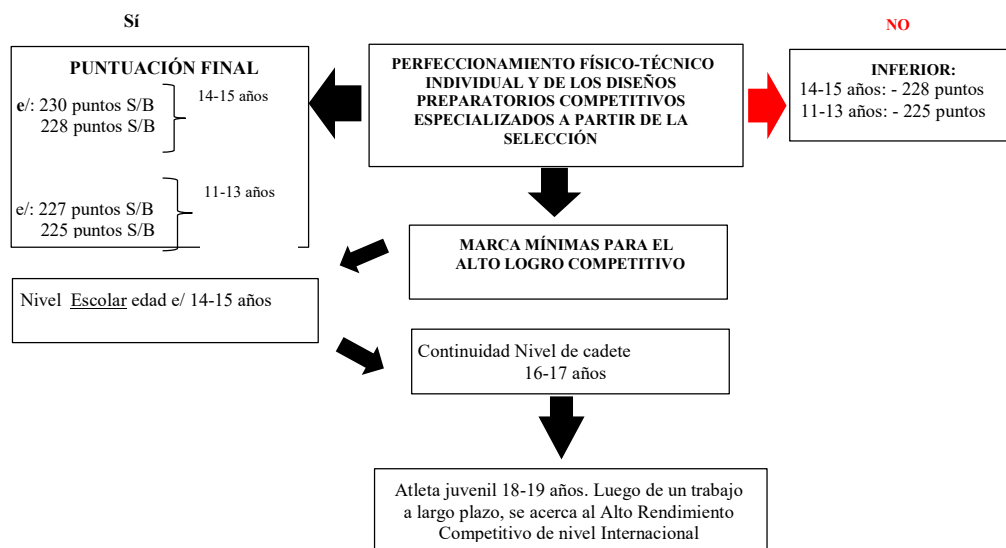 Sí
NO
PUNTUACIÓN FINAL
e/: 230 puntos S/B
228 puntos S/B
14-15 años
e/: 227 puntos S/B
225 puntos S/B
11-13 años
PERFECCIONAMIENTO FÍSICO-TÉCNICO
INDIVIDUAL Y DE LOS DISEÑOS
PREPARATORIOS COMPETITIVOS
ESPECIALIZADOS A PARTIR DE LA
SELECCIÓN
INFERIOR:
14-15 años: - 228 puntos
11-13 años: - 225 puntos
MARCA MÍNIMAS PARA EL
ALTO LOGRO COMPETITIVO
Nivel Escolar edad e/ 14-15 años
Continuidad Nivel de cadete
16-17 años
Atleta juvenil 18-19 años. Luego de un trabajo
a largo plazo, se acerca al Alto Rendimiento
Competitivo de nivel Internacional